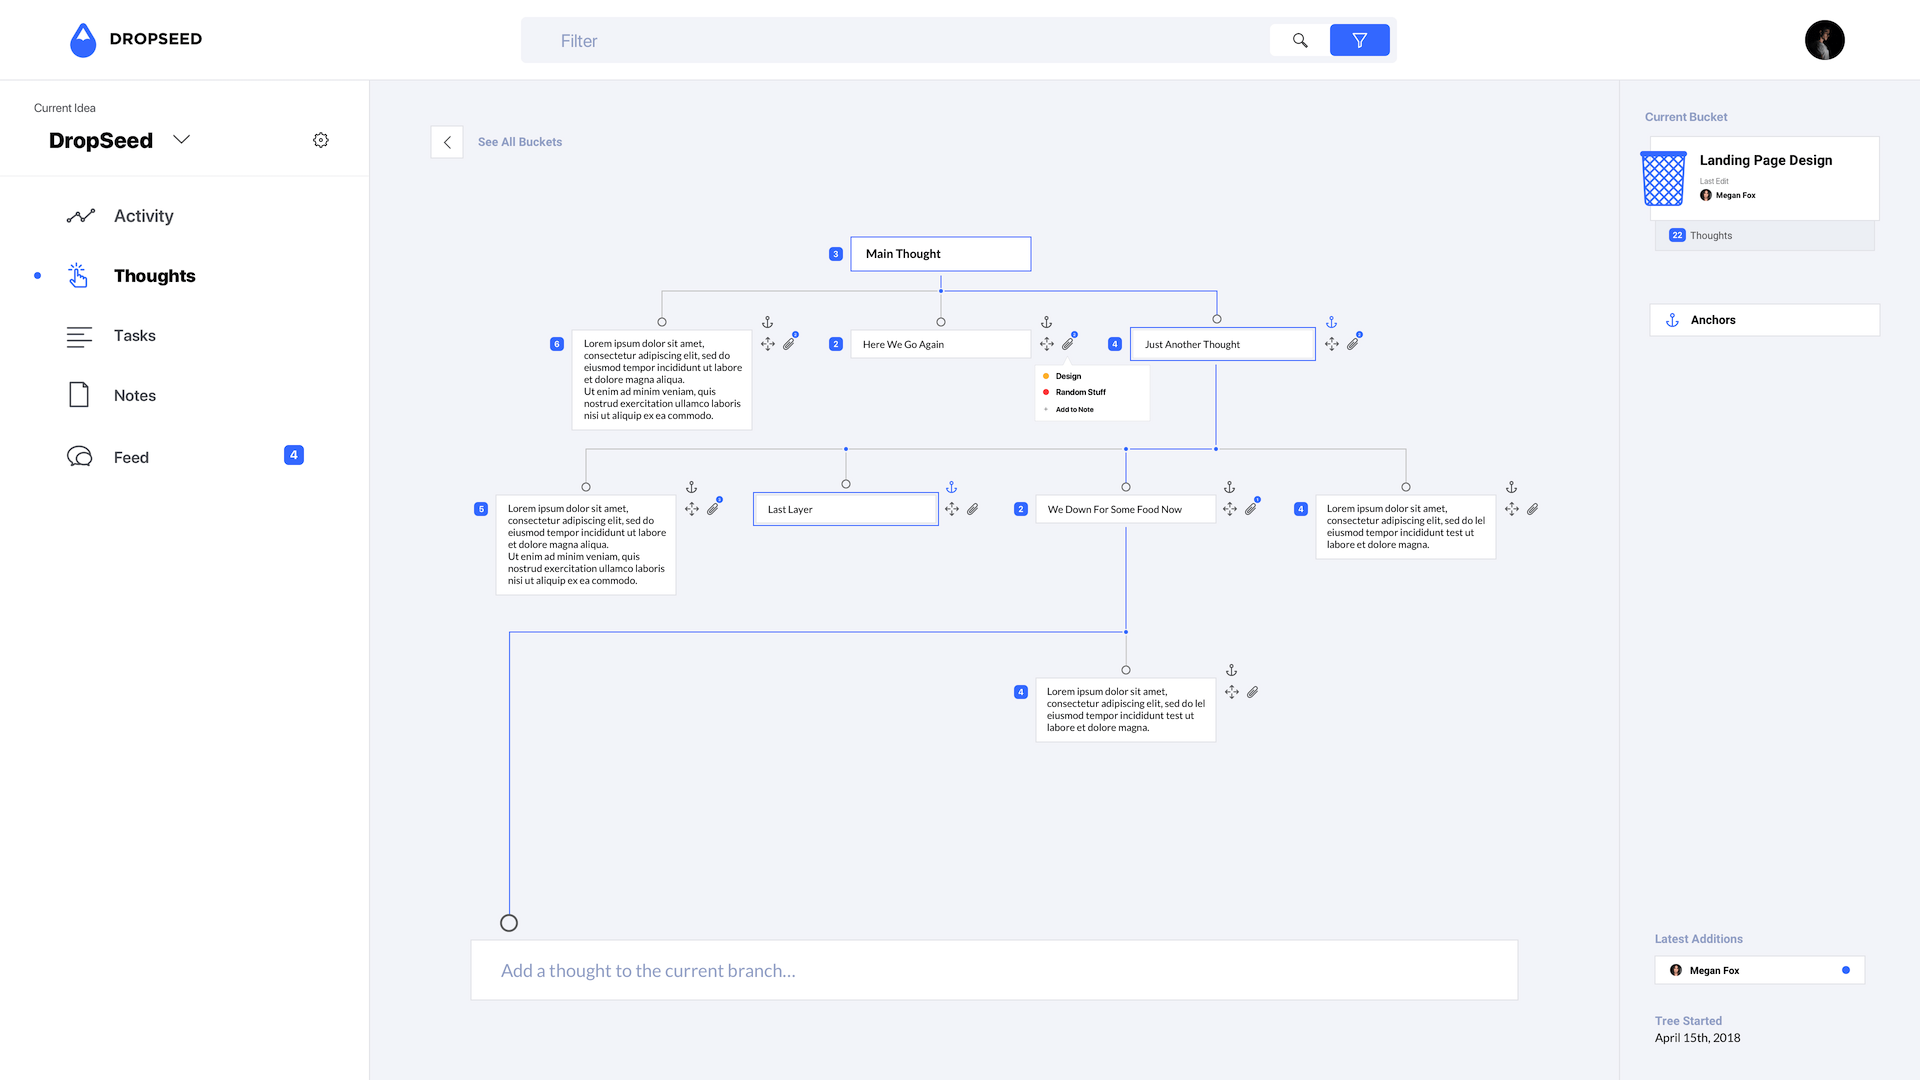 DROPSEED
Filter
Current Idea
DropSeed
Activity
Thoughts
Tasks
Notes
Feed
4
See All Buckets
3
Main Thought
6
Lorem ipsum dolor sit amet,
consectetur adipiscing elit, sed do
eiusmod tempor incididunt ut labore
et dolore magna aliqua.
Ut enim ad minim veniam, quis
nostrud exercitation ullamco laboris
nisi ut aliquip ex ea commodo.
2
Here We Go Again
Design
Random Stuff
+ Add to Note
4
Just Another Thought
5
Lorem ipsum dolor sit amet,
consectetur adipiscing elit, sed do
eiusmod tempor incididunt ut labore
et dolore magna aliqua.
Ut enim ad minim veniam, quis
nostrud exercitation ullamco laboris
nisi ut aliquip ex ea commodo.
Last Layer
2
We Down For Some Food Now
4
Lorem ipsum dolor sit amet,
consectetur adipiscing elit, sed do lel
eiusmod tempor incididunt test ut
labore et dolore magna.
4
Lorem ipsum dolor sit amet,
consectetur adipiscing elit, sed do lel
eiusmod tempor incididunt test ut
labore et dolore magna.
Add a thought to the current branch...
Current Bucket
Landing Page Design
Last Edit
Megan Fox
22 Thoughts
Anchors
Latest Additions
Megan Fox
Tree Started
April 15th, 2018